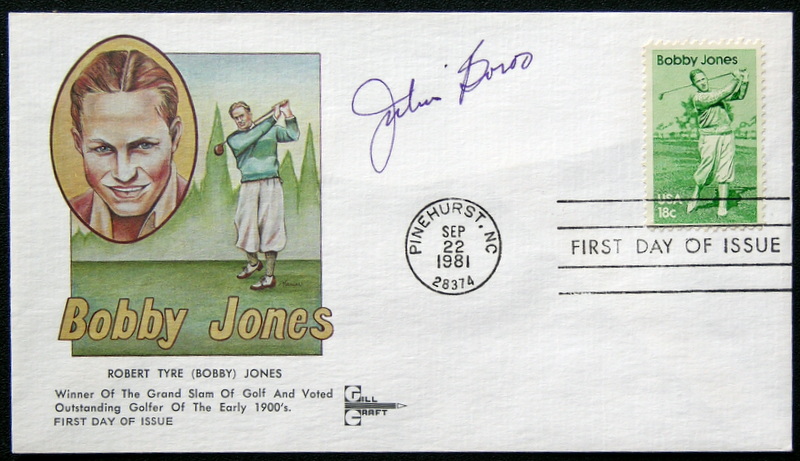 Julius Boros
Bobby Jones
USA
18c
PINEHURST, NC
SEP
22
1981
28374
FIRST DAY OF ISSUE
Bobby Jones
ROBERT TYRE (BOBBY) JONES
Winner Of The Grand Slam Of Golf And Voted
Outstanding Golfer Of The Early 1900's.
FIRST DAY OF ISSUE
GILL
CRAFT